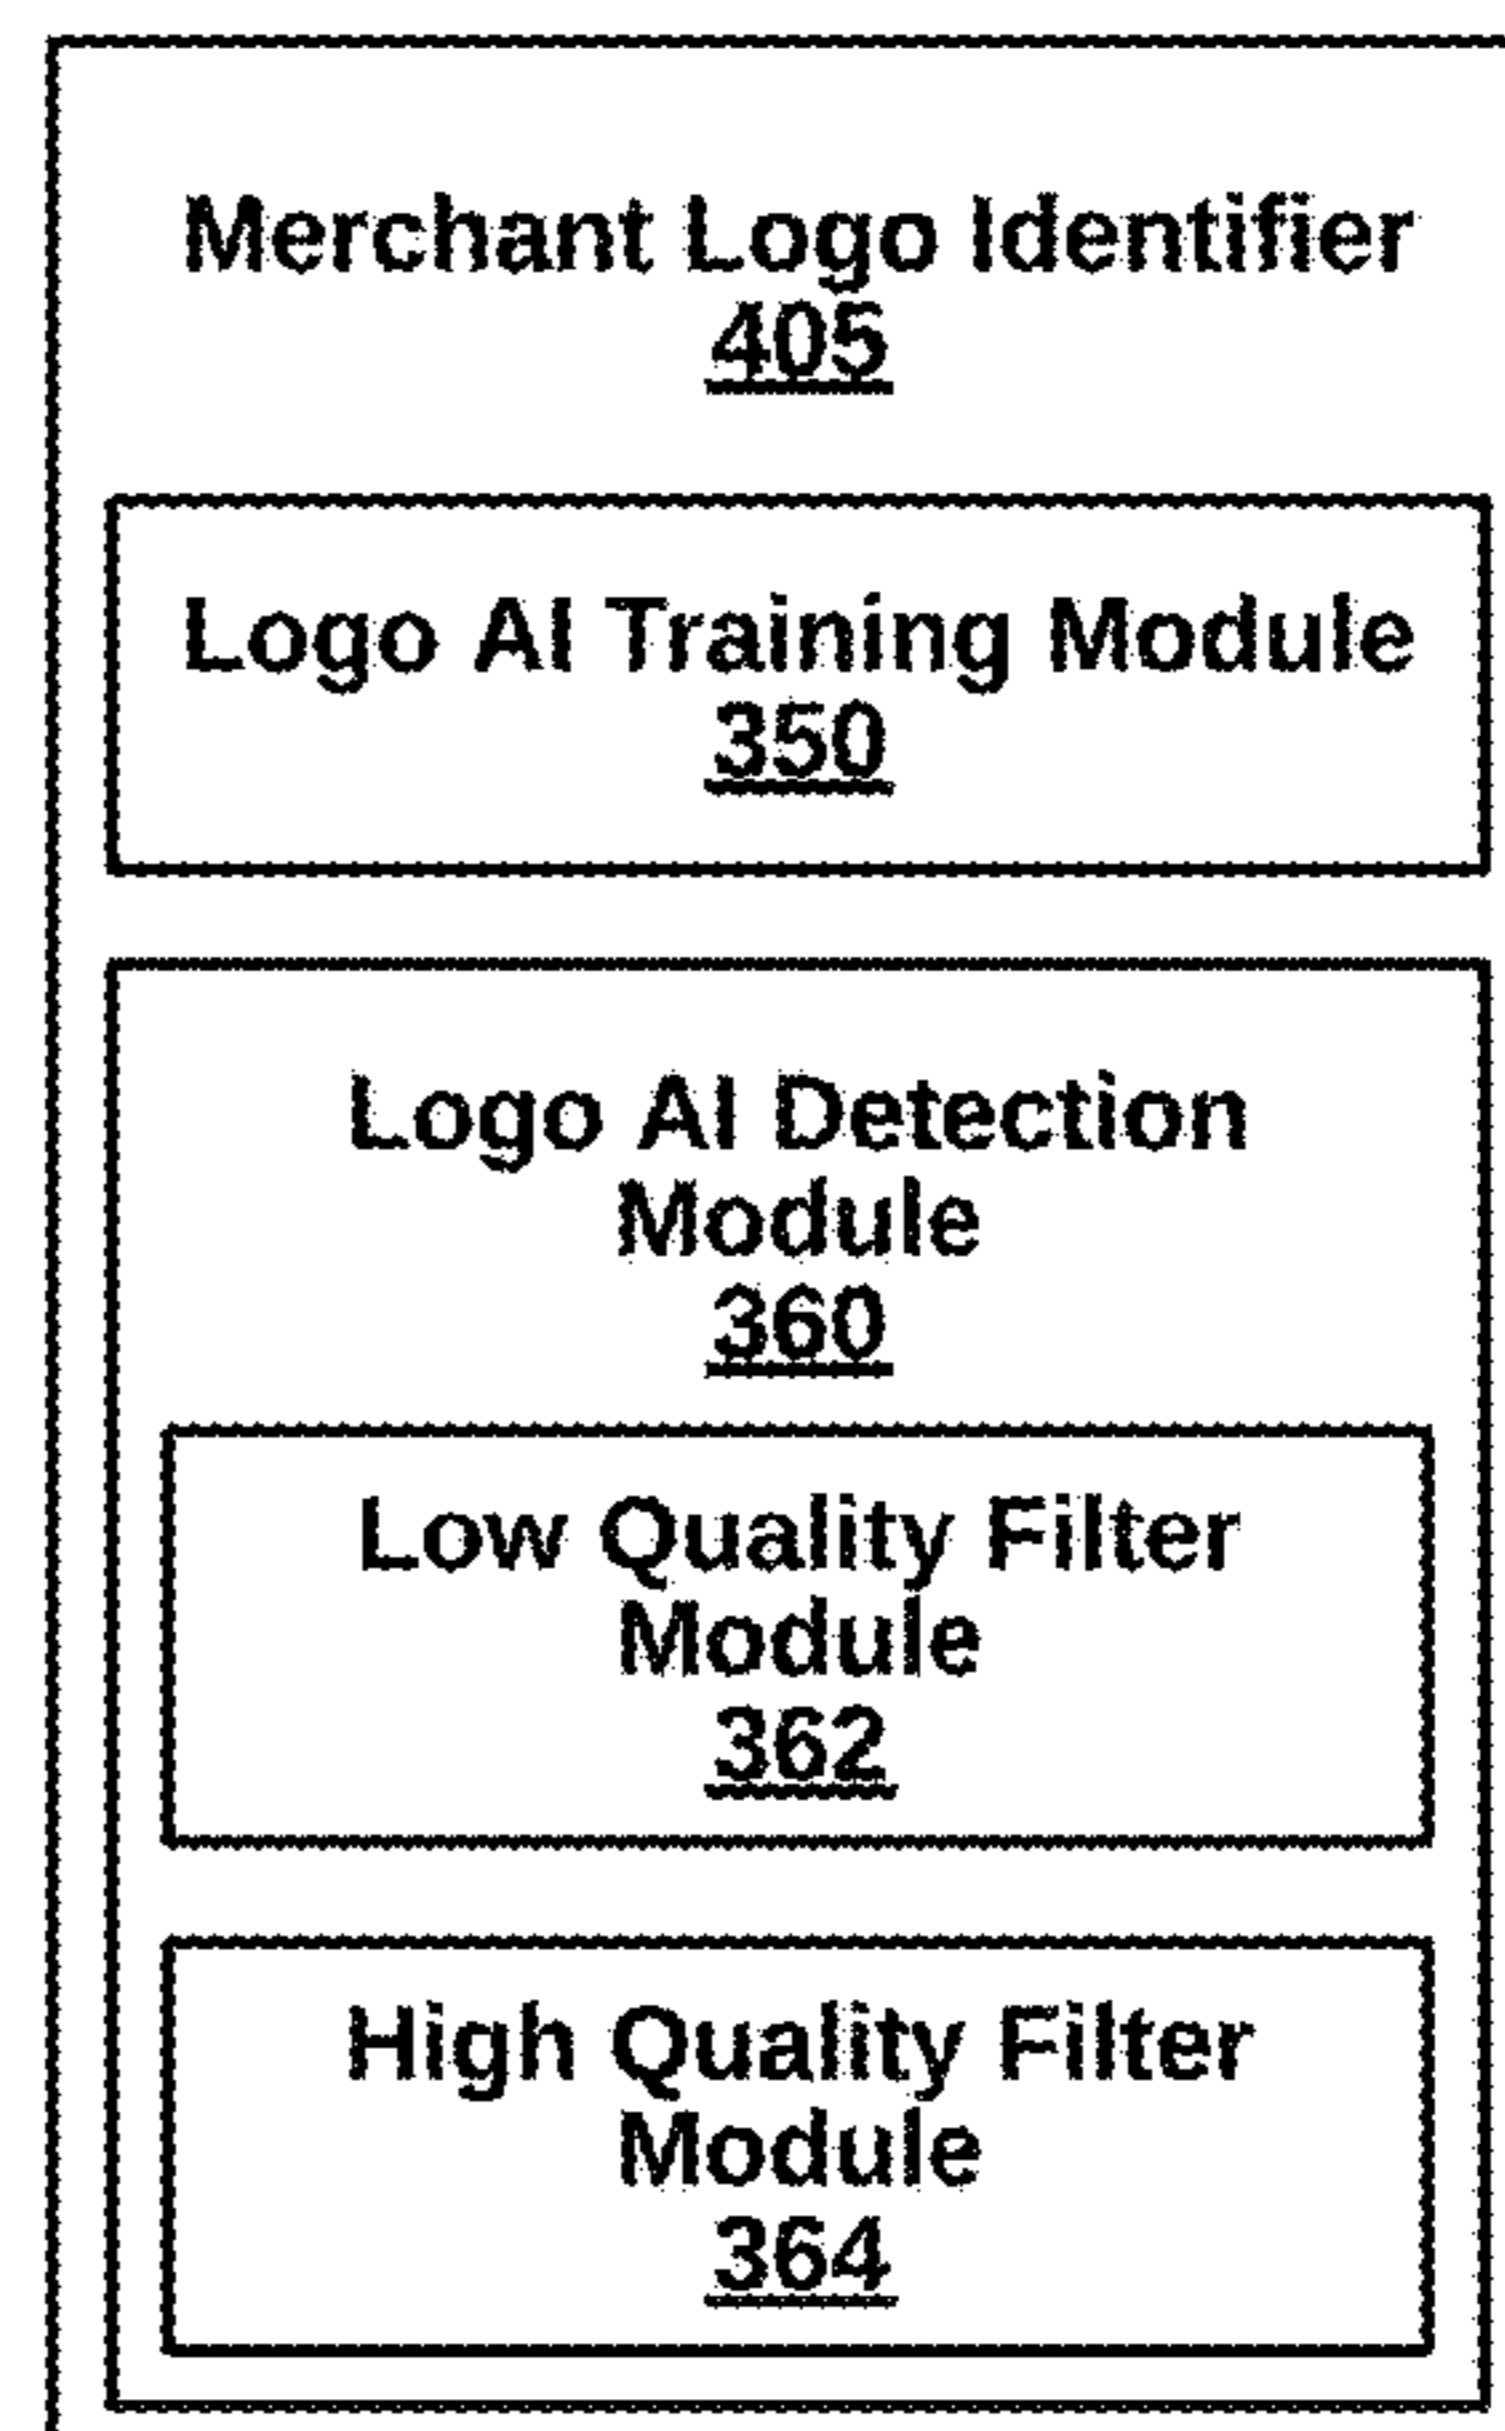 Merchant Logo Identifier
405
Logo AI Training Module
350
Logo AI Detection
Module
360
Low Quality Filter
Module
362
High Quality Filter
Module
364